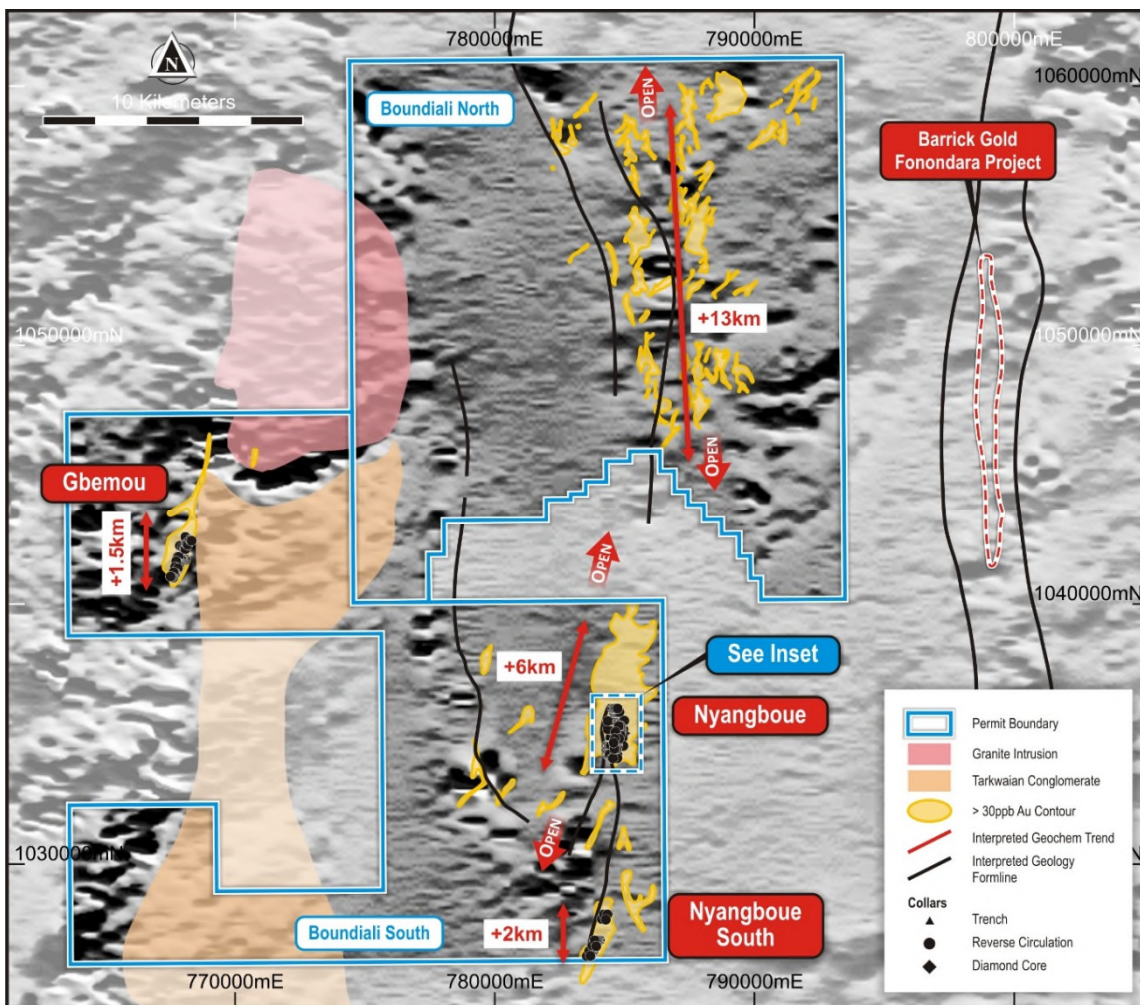 780000mE
790000mE
800000mE
N
10 Kilometers
1060000mN
Boundiali North
OPEN
Barrick Gold
Fonondara Project
+13km
1050000mN
1050000mN
OPEN
Gbemou
+1.5km
OPEN
1040000mN
+6km
See Inset
Nyangboue
OPEN
1030000mN
+2km
Nyangboue
South
Boundiali South
770000mE
780000mE
790000mE
Permit Boundary
Granite Intrusion
Tarkwaian Conglomerate
> 30ppb Au Contour
Interpreted Geochem Trend
Interpreted Geology
Formline
Collars
Trench
Reverse Circulation
Diamond Core